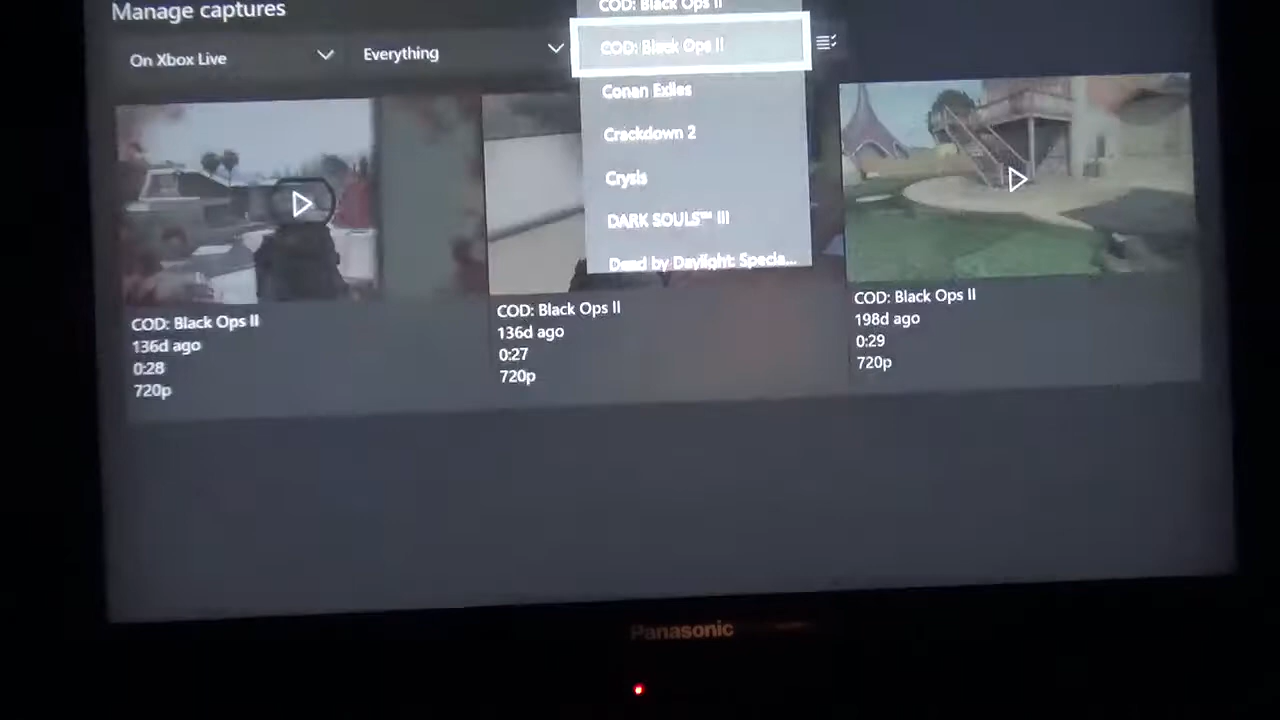 Manage captures
On Xbox Live
Everything
COD: Black Ops II
COD: Black Ops II
Conan Exiles
Crackdown 2
Crysis
DARK SOULS™ III
Dead by Daylight: Specia...
COD: Black Ops II
136d ago
0:28
720p
COD: Black Ops II
136d ago
0:27
720p
COD: Black Ops II
198d ago
0:29
720p
Panasonic